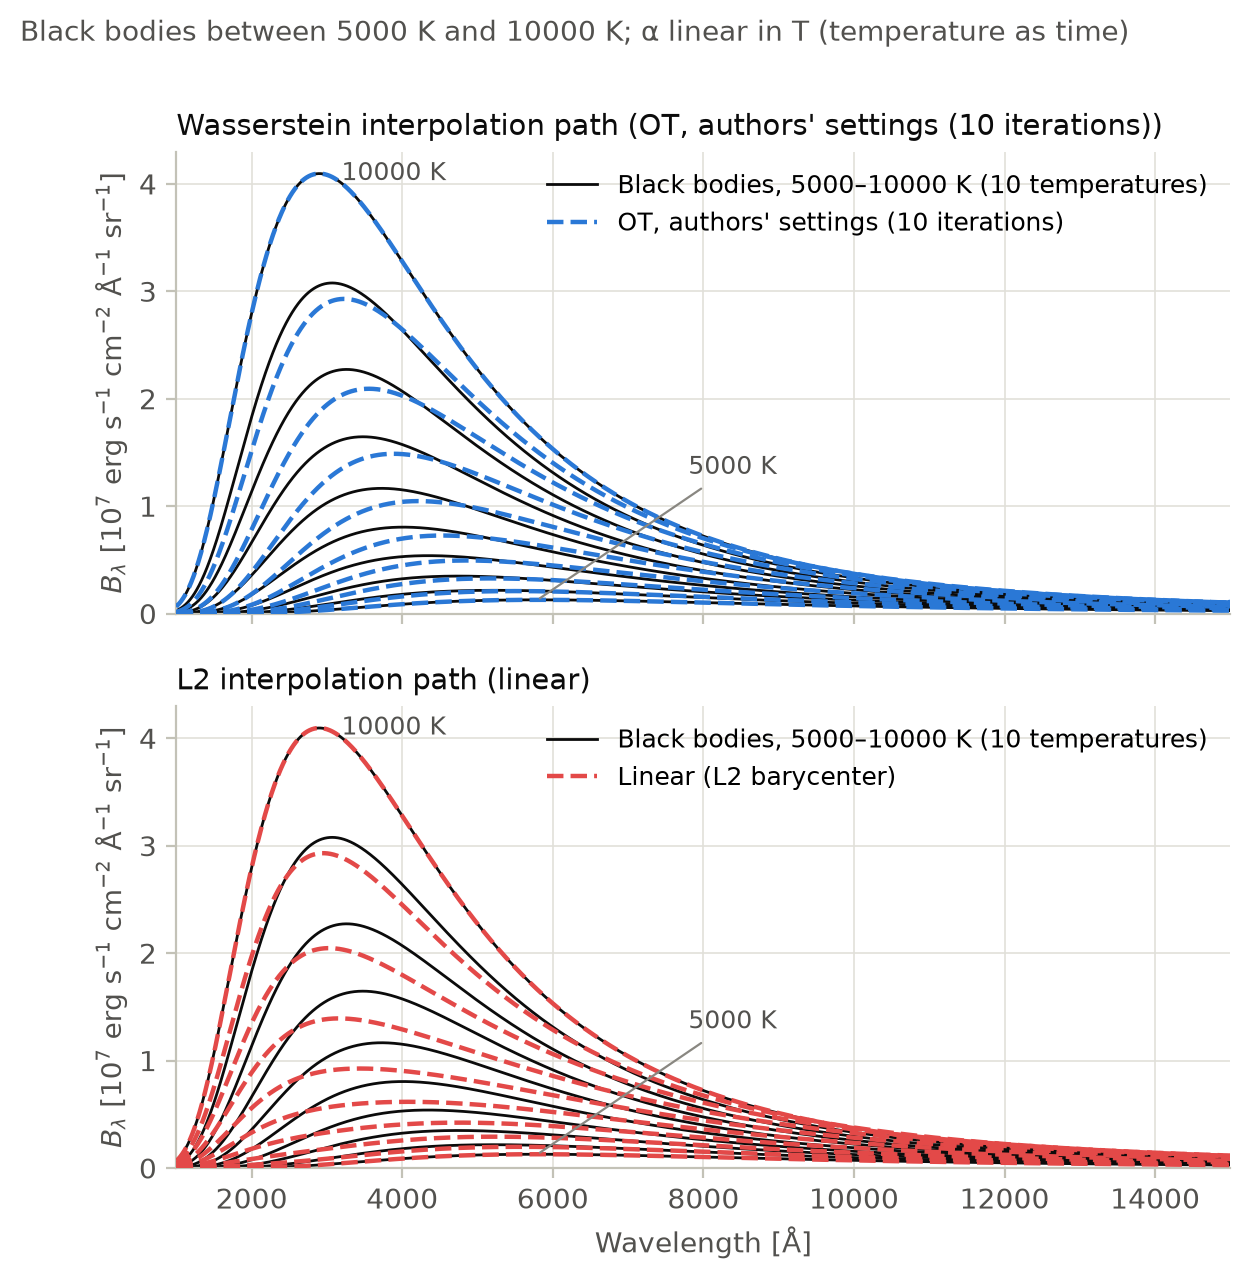 Black bodies between 5000 K and 10000 K; α linear in T (temperature as time)
Wasserstein interpolation path (OT, authors' settings (10 iterations))
10000 K
Black bodies, 5000–10000 K (10 temperatures)
OT, authors' settings (10 iterations)
5000 K
B_λ [10⁷ erg s⁻¹ cm⁻² Å⁻¹ sr⁻¹]
4
3
2
1
0
L2 interpolation path (linear)
10000 K
Black bodies, 5000–10000 K (10 temperatures)
Linear (L2 barycenter)
5000 K
B_λ [10⁷ erg s⁻¹ cm⁻² Å⁻¹ sr⁻¹]
4
3
2
1
0
2000 4000 6000 8000 10000 12000 14000
Wavelength [Å]